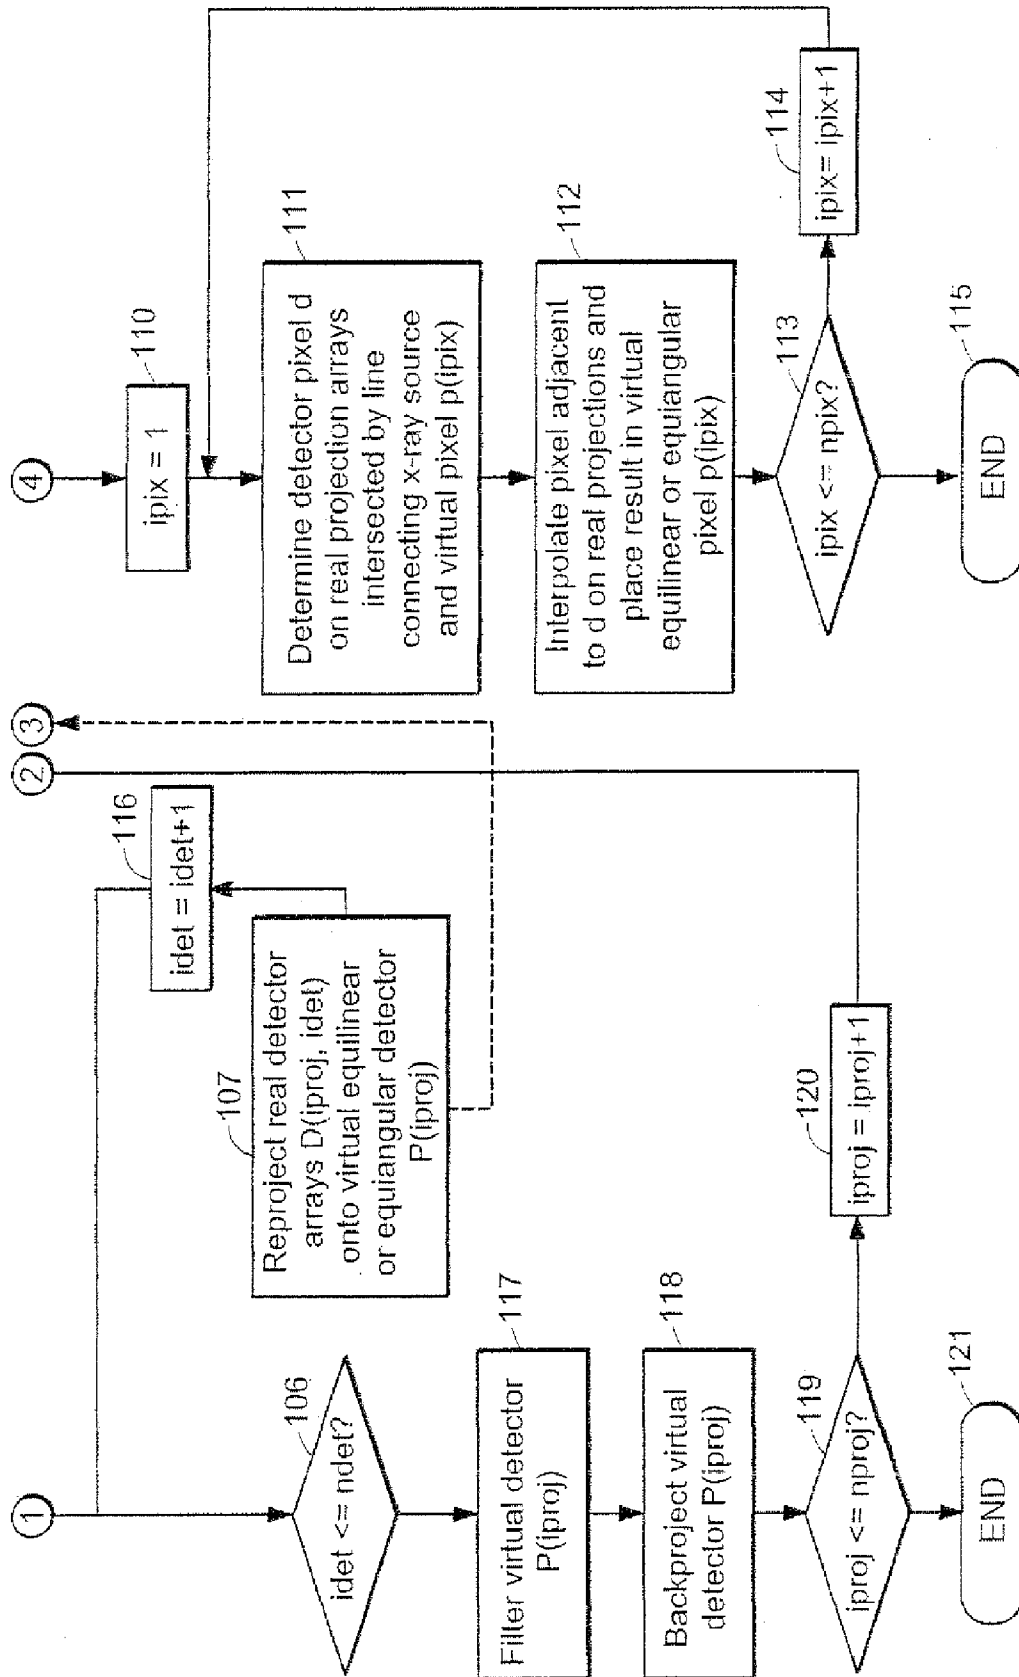 1
2
3
4
116
idet = idet+1
106
idet <= ndet?
107
Reproject real detector
arrays D(iproj, idet)
onto virtual equilinear
or equiangular detector
P(iproj)
117
Filter virtual detector
P(iproj)
118
Backproject virtual
detector P(iproj)
119
iproj <= nproj?
120
iproj = iproj+1
121
END
110
ipix = 1
111
Determine detector pixel d
on real projection arrays
intersected by line
connecting x-ray source
and virtual pixel p(ipix)
112
Interpolate pixel adjacent
to d on real projections and
place result in virtual
equilinear or equiangular
pixel p(ipix)
113
ipix <= npix?
114
ipix= ipix+1
115
END